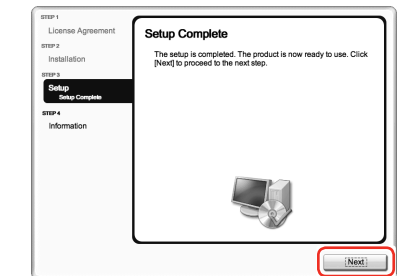 STEP 1
License Agreement
STEP 2
Installation
STEP 3
Setup
Setup Complete
STEP 4
Information
Setup Complete
The setup is completed. The product is now ready to use. Click
[Next] to proceed to the next step.
Next